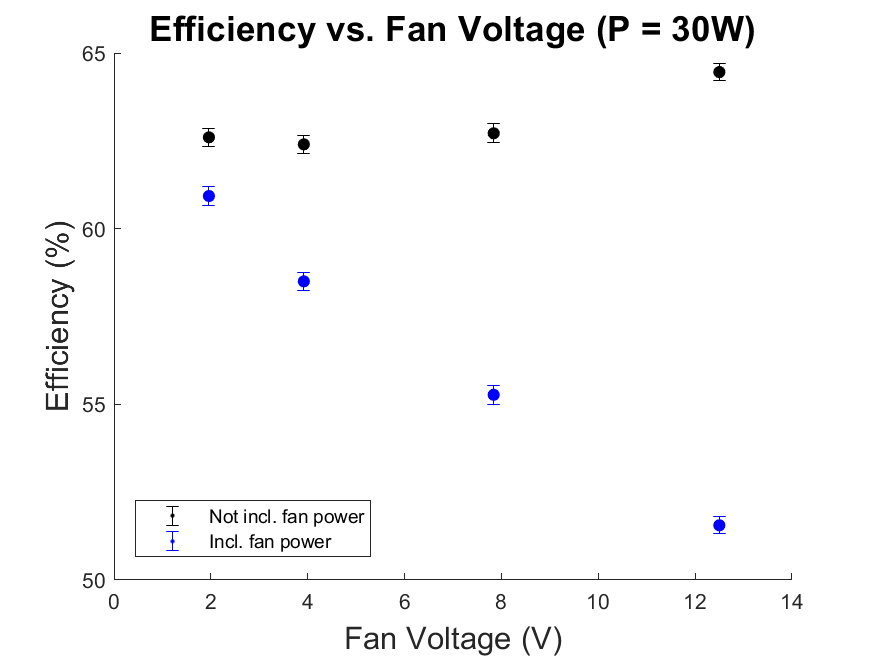 Efficiency vs. Fan Voltage (P = 30W)
65
60
55
50
Efficiency (%)
Not incl. fan power
Incl. fan power
0 2 4 6 8 10 12 14
Fan Voltage (V)